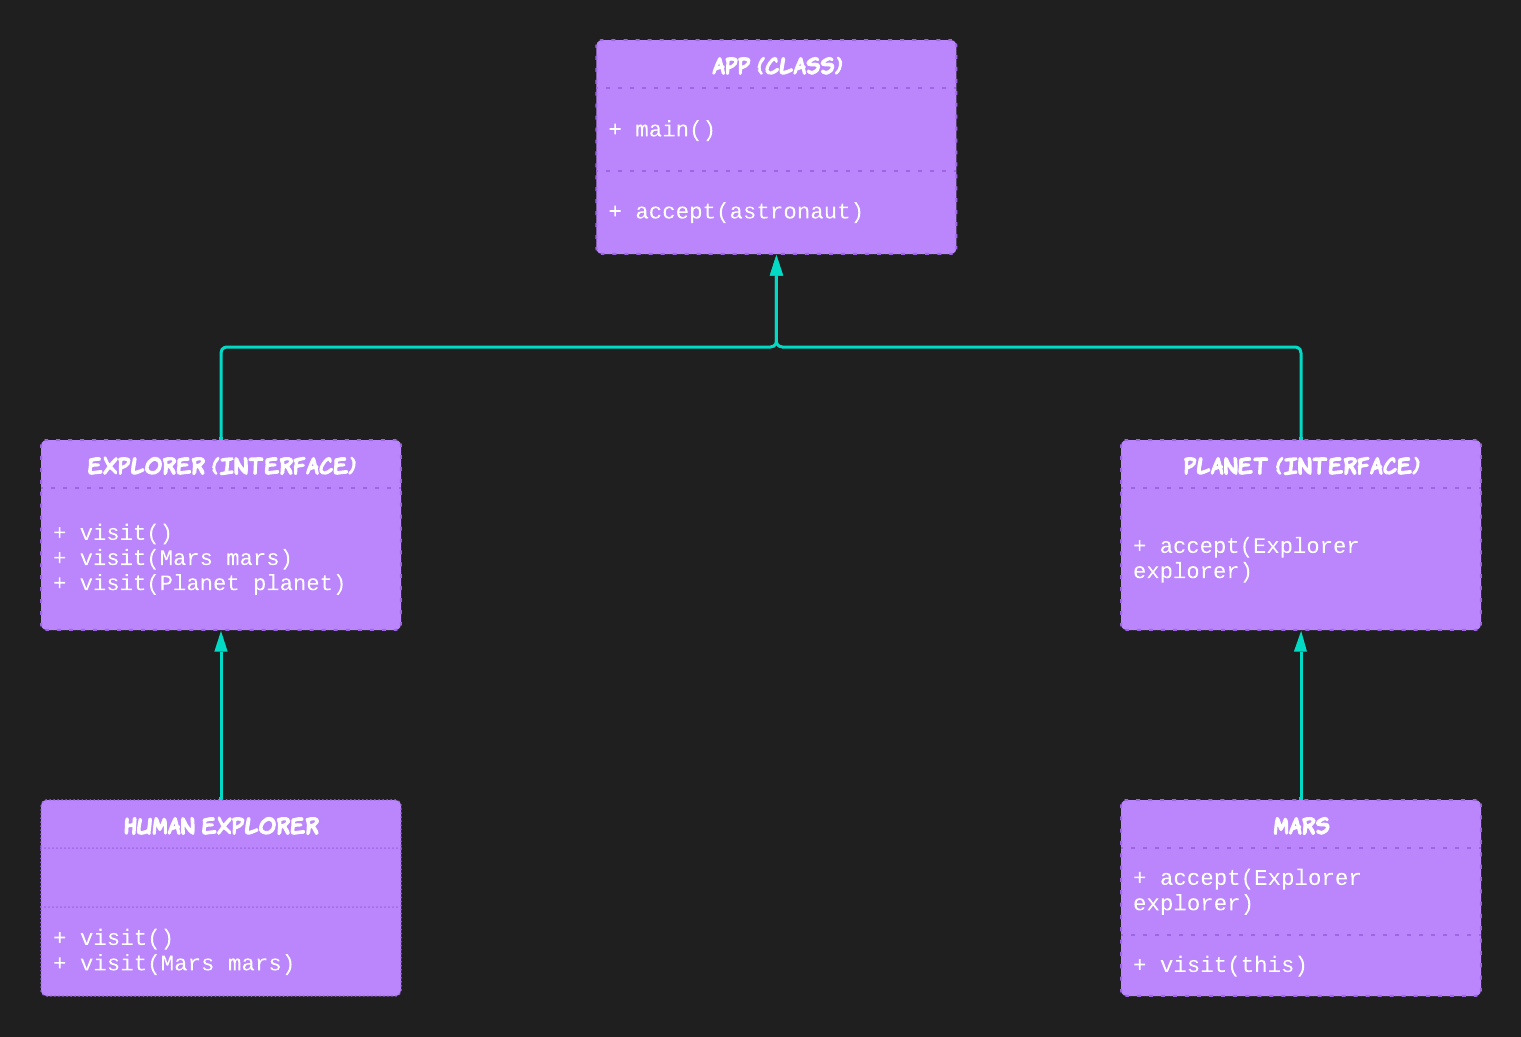 APP (CLASS)
+ main()
+ accept(astronaut)
EXPLORER (INTERFACE)
+ visit()
+ visit(Mars mars)
+ visit(Planet planet)
PLANET (INTERFACE)
+ accept(Explorer
explorer)
HUMAN EXPLORER
+ visit()
+ visit(Mars mars)
MARS
+ accept(Explorer
explorer)
+ visit(this)